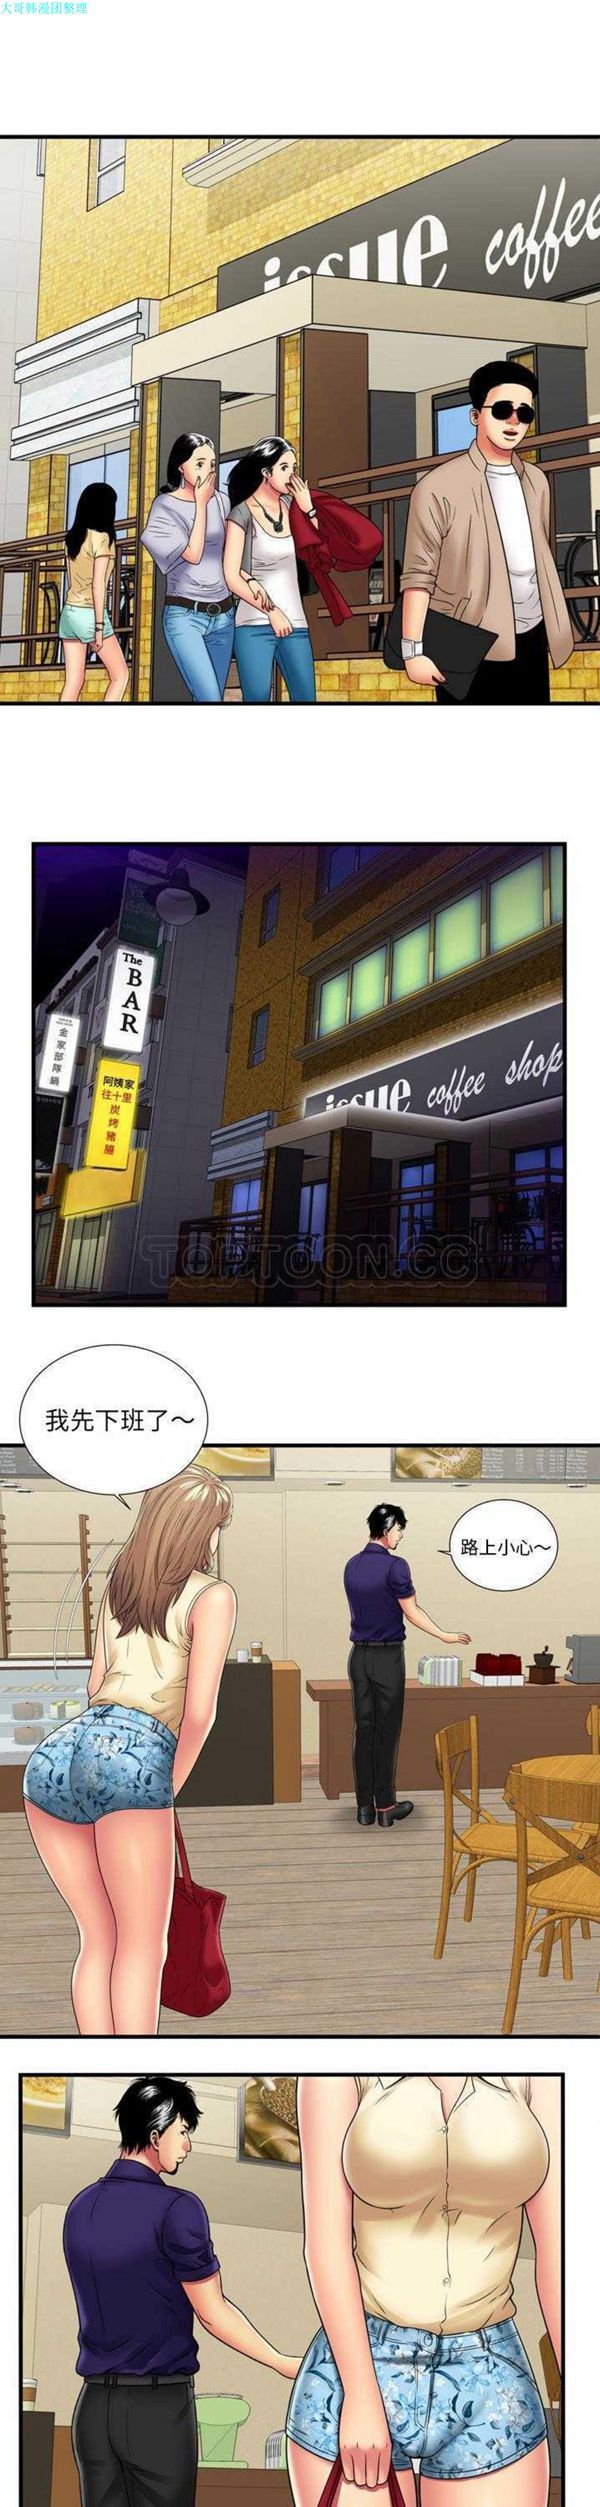 大哥韩漫团整理
issue coffee
The
BAR
金家部隊鍋
阿姨家
往十里
炭烤豬腸
issue coffee shop
TOPTOON.CC
我先下班了~
路上小心~